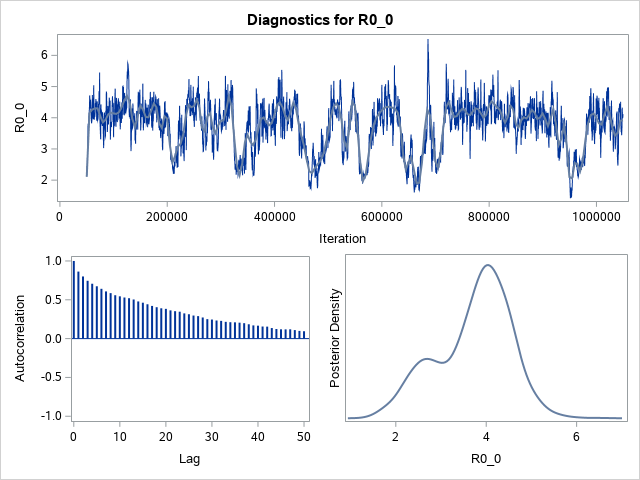 Diagnostics for R0_0
R0_0
6
5
4
3
2
0 200000 400000 600000 800000 1000000
Iteration
Autocorrelation
1.0
0.5
0.0
-0.5
-1.0
0 10 20 30 40 50
Lag
Posterior Density
2 4 6
R0_0